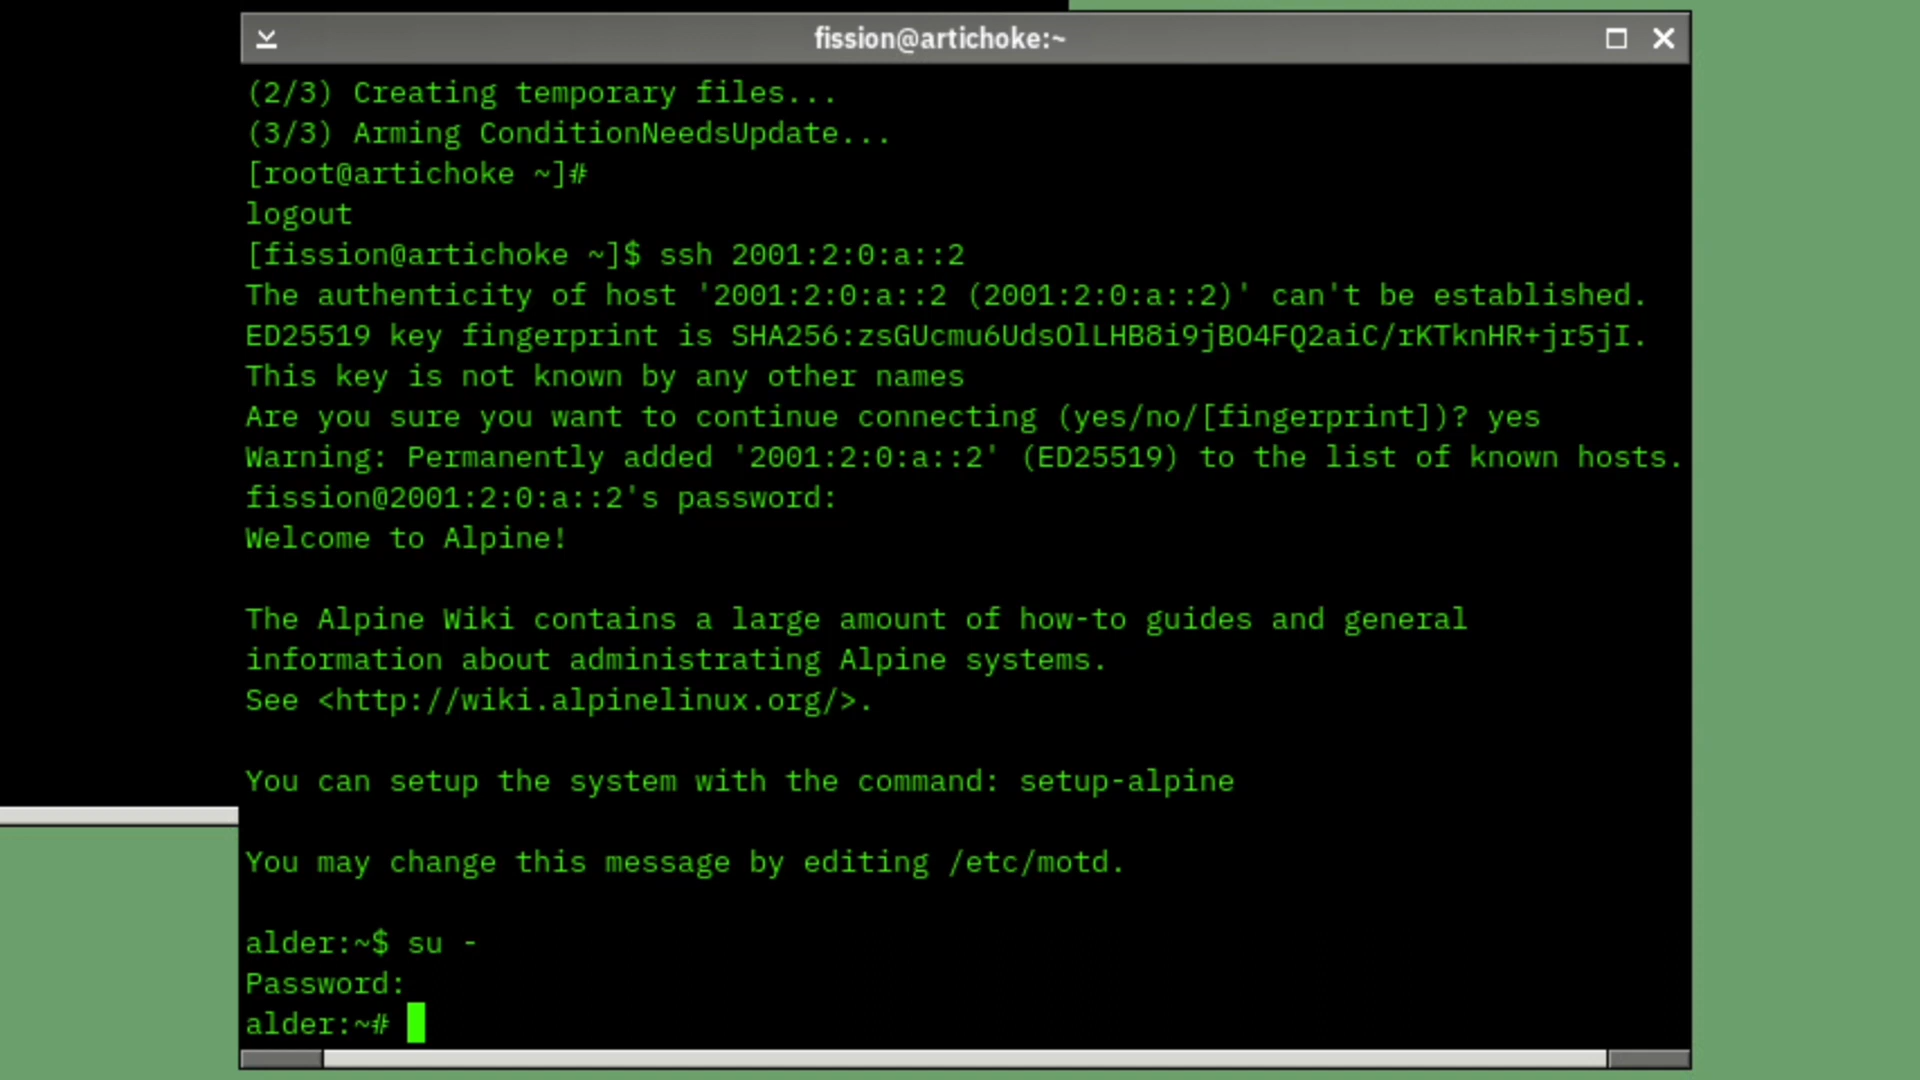 fission@artichoke:~
(2/3) Creating temporary files...
(3/3) Arming ConditionNeedsUpdate...
[root@artichoke ~]#
logout
[fission@artichoke ~]$ ssh 2001:2:0:a::2
The authenticity of host '2001:2:0:a::2 (2001:2:0:a::2)' can't be established.
ED25519 key fingerprint is SHA256:zsGUcmu6UdsOlLHB8i9jBO4FQ2aiC/rKTknHR+jr5jI.
This key is not known by any other names
Are you sure you want to continue connecting (yes/no/[fingerprint])? yes
Warning: Permanently added '2001:2:0:a::2' (ED25519) to the list of known hosts.
fission@2001:2:0:a::2's password:
Welcome to Alpine!
The Alpine Wiki contains a large amount of how-to guides and general
information about administrating Alpine systems.
See <http://wiki.alpinelinux.org/>.
You can setup the system with the command: setup-alpine
You may change this message by editing /etc/motd.
alder:~$ su -
Password:
alder:~#